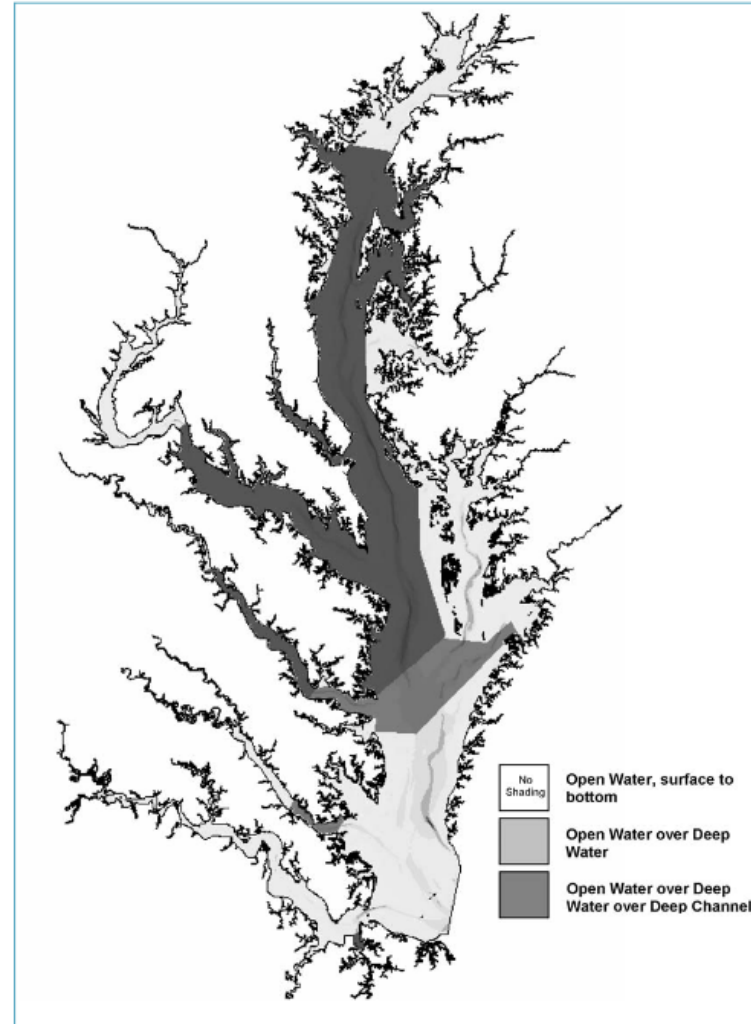 No
Shading
Open Water, surface to
bottom
Open Water over Deep
Water
Open Water over Deep
Water over Deep Channel